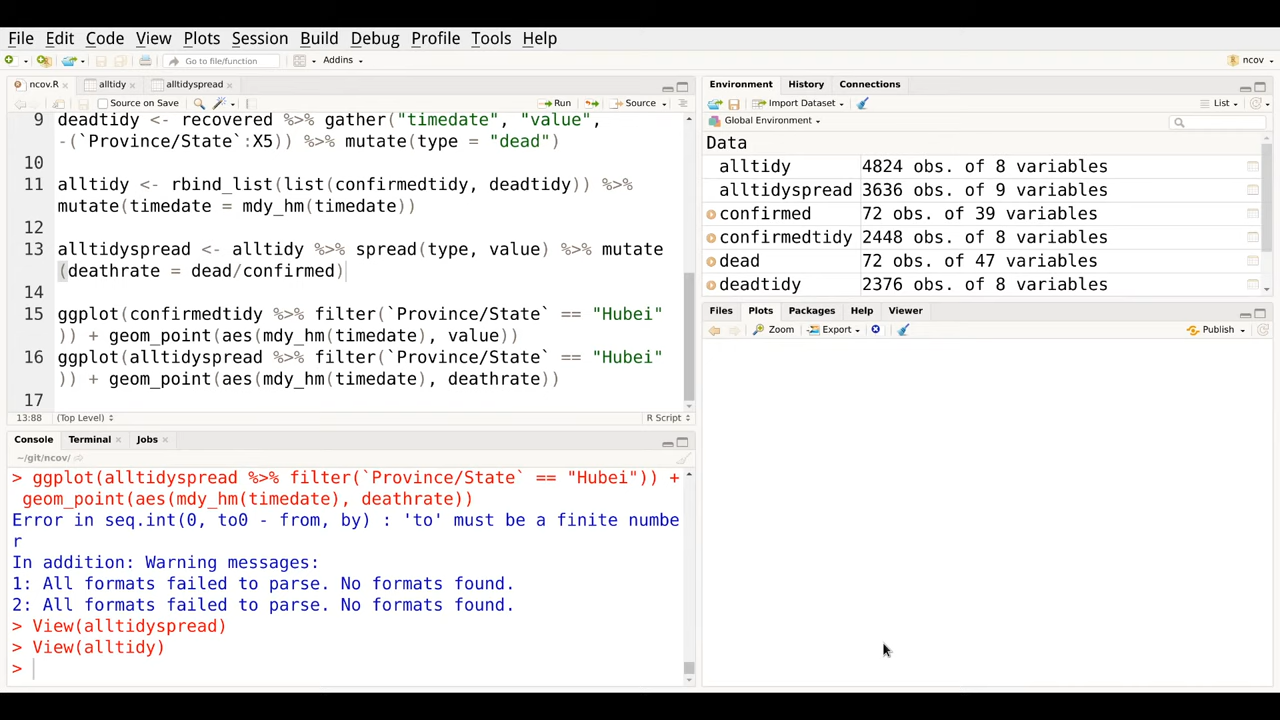 File Edit Code View Plots Session Build Debug Profile Tools Help
Go to file/function Addins ncov
ncov.R alltidy alltidyspread
Source on Save Run Source
9 deadtidy <- recovered %>% gather("timedate", "value",
-(`Province/State`:X5)) %>% mutate(type = "dead")
10
11 alltidy <- rbind_list(list(confirmedtidy, deadtidy)) %>%
mutate(timedate = mdy_hm(timedate))
12
13 alltidyspread <- alltidy %>% spread(type, value) %>% mutate
(deathrate = dead/confirmed)
14
15 ggplot(confirmedtidy %>% filter(`Province/State` == "Hubei"
)) + geom_point(aes(mdy_hm(timedate), value))
16 ggplot(alltidyspread %>% filter(`Province/State` == "Hubei"
)) + geom_point(aes(mdy_hm(timedate), deathrate))
17
13:88 (Top Level) R Script
Console Terminal Jobs
~/git/ncov/
> ggplot(alltidyspread %>% filter(`Province/State` == "Hubei")) +
geom_point(aes(mdy_hm(timedate), deathrate))
Error in seq.int(0, to0 - from, by) : 'to' must be a finite numbe
r
In addition: Warning messages:
1: All formats failed to parse. No formats found.
2: All formats failed to parse. No formats found.
> View(alltidyspread)
> View(alltidy)
>
Environment History Connections
Import Dataset List
Global Environment
Data
alltidy 4824 obs. of 8 variables
alltidyspread 3636 obs. of 9 variables
confirmed 72 obs. of 39 variables
confirmedtidy 2448 obs. of 8 variables
dead 72 obs. of 47 variables
deadtidy 2376 obs. of 8 variables
Files Plots Packages Help Viewer
Zoom Export Publish